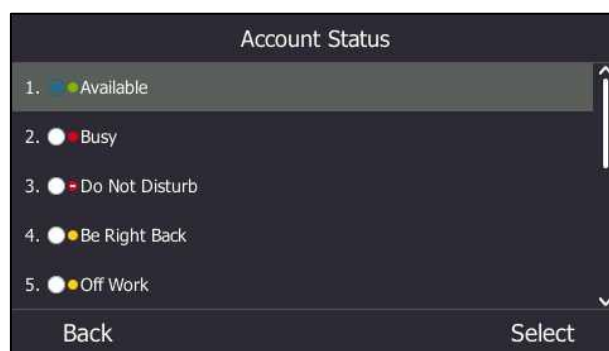 Account Status
1. Available
2. Busy
3. Do Not Disturb
4. Be Right Back
5. Off Work
Back Select